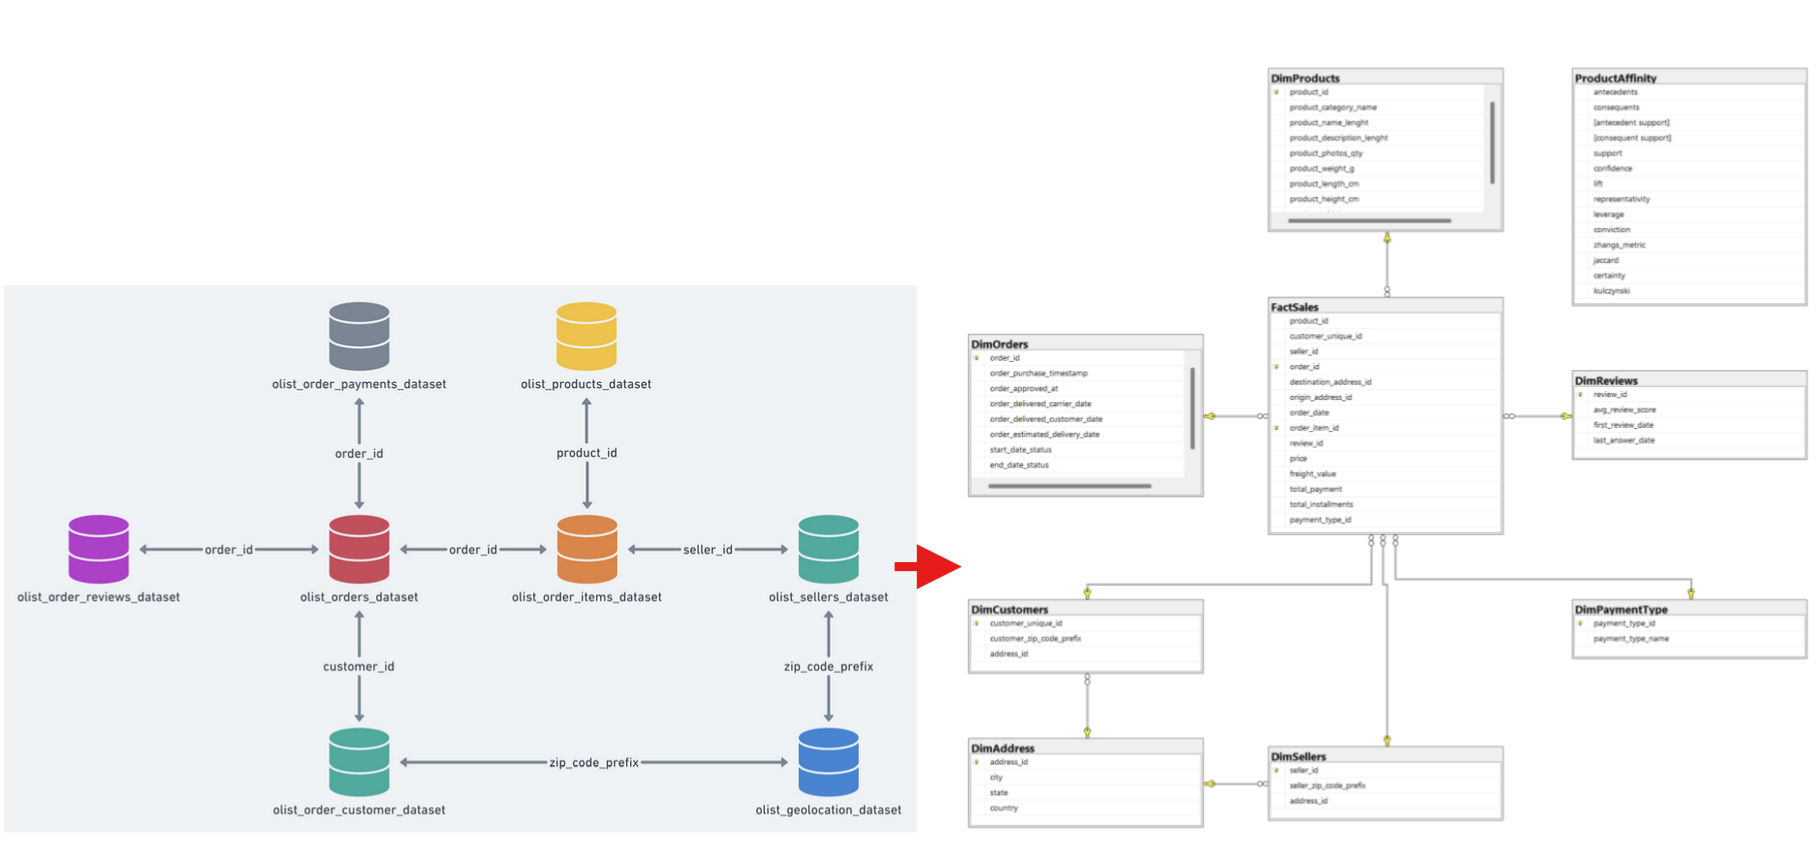 olist_order_payments_dataset
olist_products_dataset
order_id
product_id
order_id
order_id
seller_id
olist_order_reviews_dataset
olist_orders_dataset
olist_order_items_dataset
olist_sellers_dataset
customer_id
zip_code_prefix
zip_code_prefix
olist_order_customer_dataset
olist_geolocation_dataset
DimProducts
product_id
product_category_name
product_name_lenght
product_description_lenght
product_photos_qty
product_weight_g
product_length_cm
product_height_cm
ProductAffinity
antecedents
consequents
[antecedent support]
[consequent support]
support
confidence
lift
representativity
leverage
conviction
zhangs_metric
jaccard
certainty
kulczynski
DimOrders
order_id
order_purchase_timestamp
order_approved_at
order_delivered_carrier_date
order_delivered_customer_date
order_estimated_delivery_date
start_date_status
end_date_status
FactSales
product_id
customer_unique_id
seller_id
order_id
destination_address_id
origin_address_id
order_date
order_item_id
review_id
price
freight_value
total_payment
total_installments
payment_type_id
DimReviews
review_id
avg_review_score
first_review_date
last_answer_date
DimCustomers
customer_unique_id
customer_zip_code_prefix
address_id
DimPaymentType
payment_type_id
payment_type_name
DimAddress
address_id
city
state
country
DimSellers
seller_id
seller_zip_code_prefix
address_id